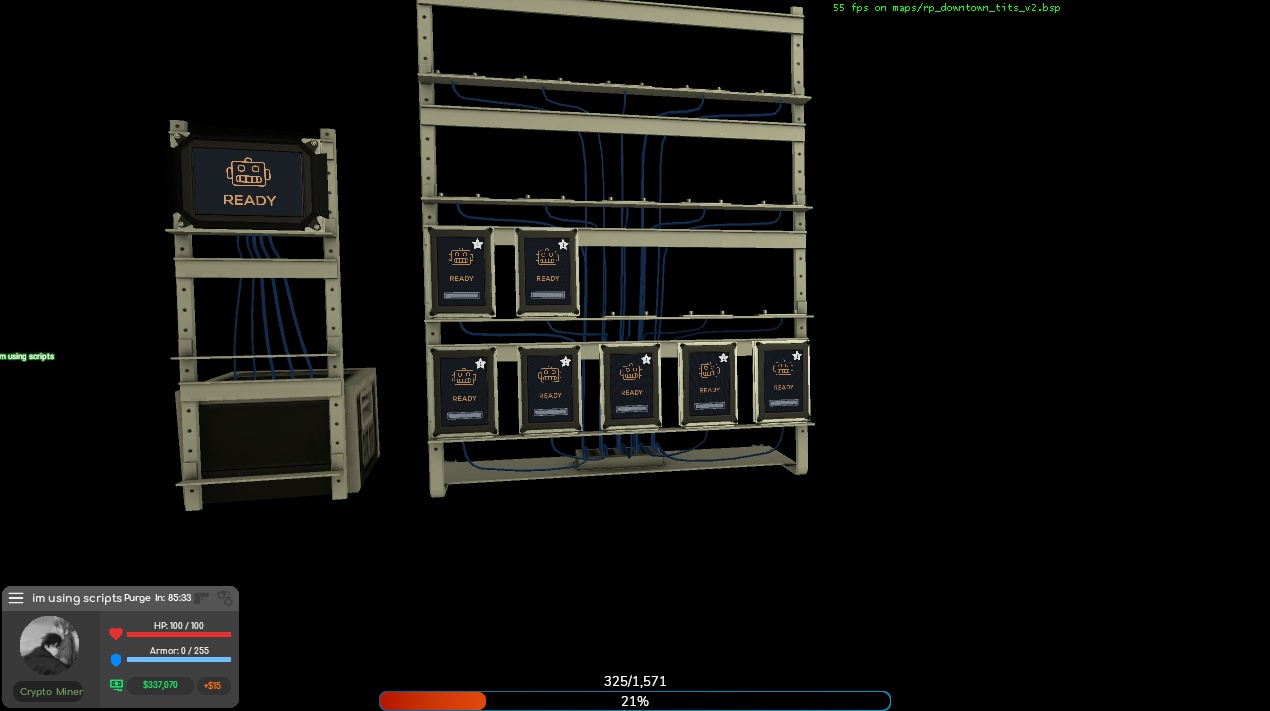 55 fps on maps/rp_downtown_tits_v2.bsp
READY
READY
READY
READY
READY
READY
READY
READY
m using scripts
im using scripts Purge In: 85:33
HP: 100 / 100
Armor: 0 / 255
$337,070
+$15
Crypto Miner
325/1,571
21%